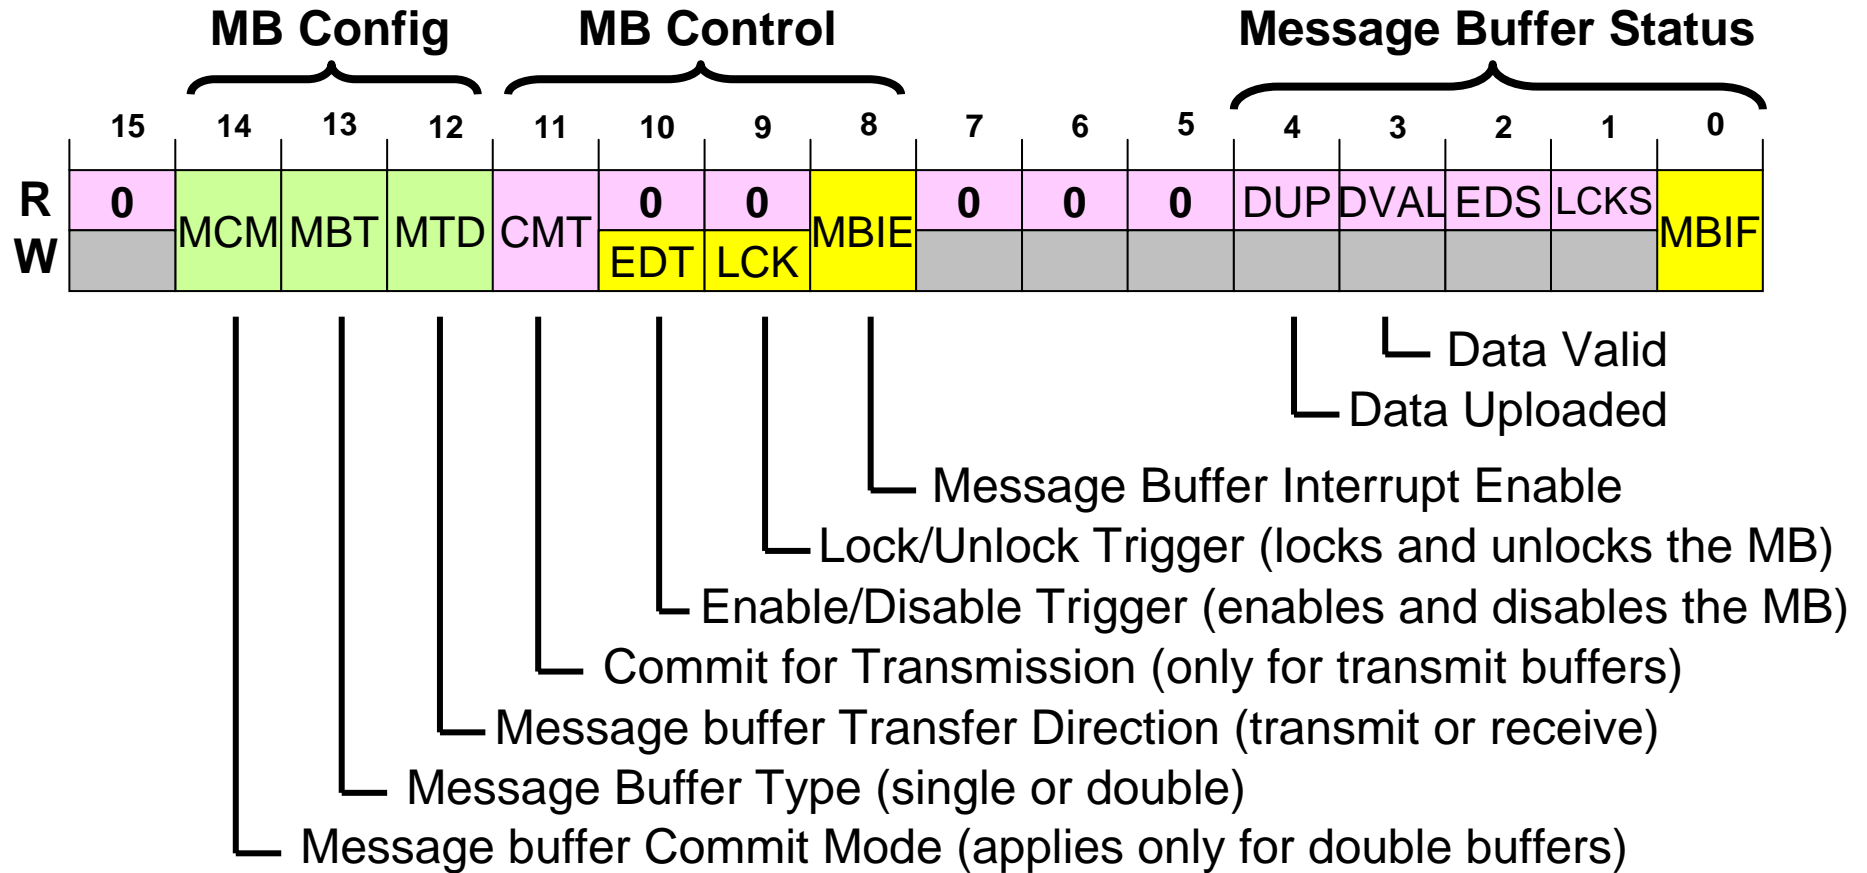 MB Config MB Control Message Buffer Status
15 14 13 12 11 10 9 8 7 6 5 4 3 2 1 0
R 0 MCM MBT MTD CMT 0 0 MBIE 0 0 0 DUP DVAL EDS LCKS MBIF
W EDT LCK
Data Valid
Data Uploaded
Message Buffer Interrupt Enable
Lock/Unlock Trigger (locks and unlocks the MB)
Enable/Disable Trigger (enables and disables the MB)
Commit for Transmission (only for transmit buffers)
Message buffer Transfer Direction (transmit or receive)
Message Buffer Type (single or double)
Message buffer Commit Mode (applies only for double buffers)